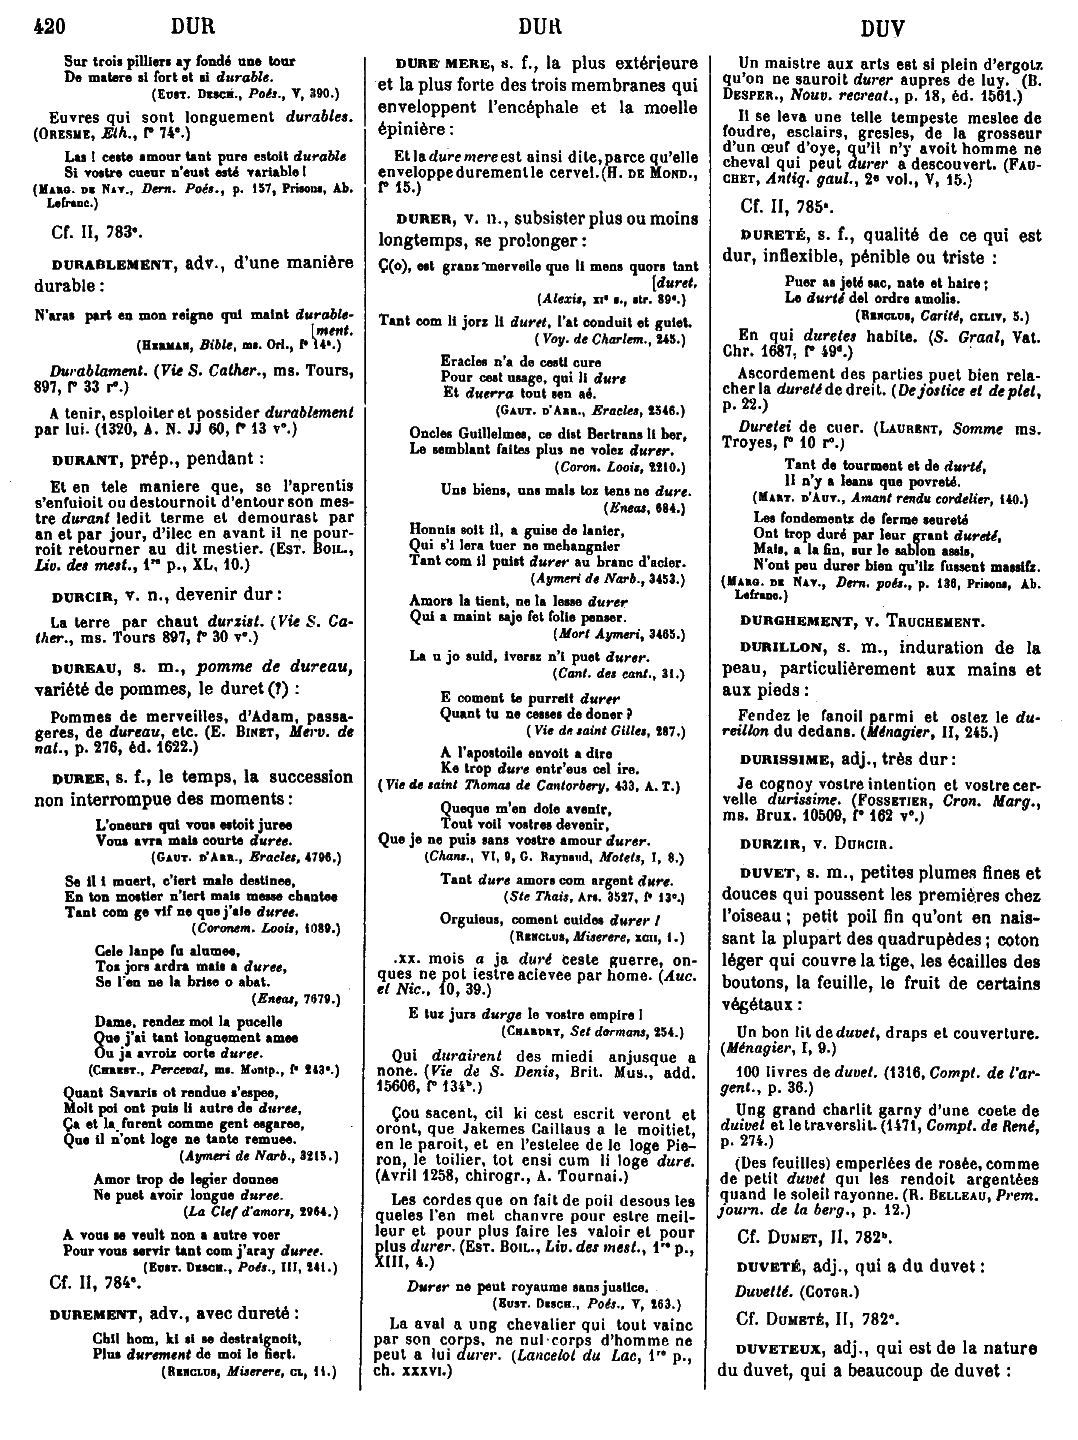 420 DUR DUR DUV
Sur trois pilliers ay fondé une tour
De matere si fort et si durable.
(EUST. DESCH., Poés., V, 390.)
Euvres qui sont longuement durables.
(ORESME, Eth., f° 74ᵃ.)
Las ! ceste amour tant pure estoit durable
Si vostre cueur n'eust esté variable !
(MARG. DE NAV., Dern. Poés., p. 157, Prisons, Ab.
Lefranc.)
Cf. II, 783ᵃ.
DURABLEMENT, adv., d'une manière
durable :
N'aras part en mon reigne qui maint durable-
[ment.
(HERMAN, Bible, ms. Orl., f° 14ᵃ.)
Durablament. (Vie S. Cather., ms. Tours,
897, f° 33 r°.)
A tenir, esploiter et possider durablement
par lui. (1320, A. N. JJ 60, f° 13 v°.)
DURANT, prép., pendant :
Et en tele maniere que, se l'aprentis
s'enfuioit ou destournoit d'entour son mes-
tre durant ledit terme et demourast par
an et par jour, d'ilec en avant il ne pour-
roit retourner au dit mestier. (EST. BOIL.,
Liv. des mest., 1ʳᵉ p., XL, 10.)
DURCIR, v. n., devenir dur :
La terre par chaut durzist. (Vie S. Ca-
ther., ms. Tours 897, f° 30 v°.)
DUREAU, s. m., pomme de dureau,
variété de pommes, le duret (?) :
Pommes de merveilles, d'Adam, passa-
geres, de dureau, etc. (E. BINET, Merv. de
nat., p. 276, éd. 1622.)
DUREE, s. f., le temps, la succession
non interrompue des moments :
L'oneurs qui vous estoit juree
Vous avra mais courte duree.
(GAUT. D'ARR., Eracles, 4796.)
Se il i muert, c'iert male destinee,
En ton mostier n'iert mais messe chantee
Tant com ge vif ne que j'aie duree.
(Coronem. Loois, 1089.)
Cele lanpe fu alumee,
Toz jors ardra mais a duree,
Se l'en ne la brise o abat.
(Eneas, 7679.)
Dame, rendez moi la pucelle
Que j'ai tant longuement amee
Ou ja avroiz corte duree.
(CHREST., Perceval, ms. Montp., f° 243ᵃ.)
Quant Savaris ot rendue s'espee,
Molt poi ont puis li autre de duree,
Ça et la furent comme gent esgaree,
Que il n'ont loge ne tante remuee.
(Aymeri de Narb., 3215.)
Amor trop de legier donnee
Ne puet avoir longue duree.
(La Clef d'amors, 2964.)
A vous se veult non a autre voer
Pour vous servir tant com j'aray duree.
(EUST. DESCH., Poés., III, 241.)
Cf. II, 784ᵃ.
DUREMENT, adv., avec dureté :
Chil hom, ki si se destraignoit,
Plus durement de moi le fiert.
(RENCLUS, Miserere, CL, 11.)
DURE MERE, s. f., la plus extérieure
et la plus forte des trois membranes qui
enveloppent l'encéphale et la moelle
épinière :
Et la dure mere est ainsi dite, parce qu'elle
enveloppe durement le cervel. (H. DE MOND.,
f° 15.)
DURER, v. n., subsister plus ou moins
longtemps, se prolonger :
Ç(o), est granz merveile que li mens quors tant
[duret.
(Alexis, XIᵉ s., str. 89ᵃ.)
Tant com li jorz li duret, l'at conduit et guiet.
(Voy. de Charlem., 245.)
Eracles n'a de cesti cure
Pour cest usage, qui li dure
Et duerra tout sen aé.
(GAUT. D'ARR., Eracles, 2546.)
Oncles Guillelmes, ce dist Bertrans li ber,
Le semblant faites plus ne volez durer.
(Coron. Loois, 2210.)
Uns biens, uns mals toz tens ne dure.
(Eneas, 684.)
Honnis soit il, a guise de lanier,
Qui s'i lera tuer ne mehangnier
Tant com il puist durer au branc d'acier.
(Aymeri de Narb., 3453.)
Amors la tient, ne la lesse durer
Qui a maint saje fet folie penser.
(Mort Aymeri, 3465.)
La u jo suid, iversz n'i puet durer.
(Cant. des cant., 31.)
E coment te purreit durer
Quant tu ne cesses de doner ?
(Vie de saint Gilles, 287.)
A l'apostoile envoit a dire
Ke trop dure entr'eus cel ire.
(Vie de saint Thomas de Cantorbery, 433, A. T.)
Queque m'en doie avenir,
Tout voil vostres devenir,
Que je ne puis sans vostre amour durer.
(Chans., VI, 9, G. Raynaud, Motets, I, 8.)
Tant dure amors com argent dure.
(Ste Thais, Ars. 3527, f° 13ᵃ.)
Orguieus, coment cuides durer !
(RENCLUS, Miserere, XCII, 1.)
.xx. mois a ja duré ceste guerre, on-
ques ne pot iestre acievee par home. (Auc.
et Nic., 10, 39.)
E tuz jurs durge le vostre empire !
(CHARDRY, Set dormans, 254.)
Qui durairent des miedi anjusque a
none. (Vie de S. Denis, Brit. Mus., add.
15606, f° 134ᵇ.)
Çou sacent, cil ki cest escrit veront et
oront, que Jakemes Caillaus a le moitiet,
en le paroit, et en l'estelee de le loge Pie-
ron, le toilier, tot ensi cum li loge dure.
(Avril 1258, chirogr., A. Tournai.)
Les cordes que on fait de poil desous les
queles l'en met chanvre pour estre meil-
leur et pour plus faire les valoir et pour
plus durer. (EST. BOIL., Liv. des mest., 1ʳᵉ p.,
XIII, 4.)
Durer ne peut royaume sans justice.
(EUST. DESCH., Poés., V, 263.)
La aval a ung chevalier qui tout vainc
par son corps, ne nul corps d'homme ne
peut a lui durer. (Lancelot du Lac, 1ʳᵉ p.,
ch. XXXVI.)
Un maistre aux arts est si plein d'ergotz
qu'on ne sauroit durer aupres de luy. (B.
DESPER., Nouv. recreat., p. 18, éd. 1561.)
Il se leva une telle tempeste meslee de
foudre, esclairs, gresles, de la grosseur
d'un œuf d'oye, qu'il n'y avoit homme ne
cheval qui peut durer a descouvert. (FAU-
CHET, Antiq. gaul., 2ᵉ vol., V, 15.)
Cf. II, 785ᵃ.
DURETÉ, s. f., qualité de ce qui est
dur, inflexible, pénible ou triste :
Puer as jeté sac, nate et haire ;
Le durté del ordre amolis.
(RENCLUS, Carité, CXLIV, 5.)
En qui duretes habite. (S. Graal, Vat.
Chr. 1687, f° 49ᵈ.)
Ascordement des parties puet bien rela-
cher la dureté de dreit. (De jostice et de plet,
p. 22.)
Duretei de cuer. (LAURENT, Somme ms.
Troyes, f° 10 r°.)
Tant de tourment et de durté,
Il n'y a leans que povreté.
(MART. D'AUV., Amant rendu cordelier, 140.)
Les fondementz de ferme seureté
Ont trop duré par leur grant dureté,
Mais, a la fin, sur le sablon assis,
N'ont peu durer bien qu'ilz fussent massifz.
(MARG. DE NAV., Dern. poés., p. 136, Prisons, Ab.
Lefranc.)
DURGHEMENT, v. TRUCHEMENT.
DURILLON, s. m., induration de la
peau, particulièrement aux mains et
aux pieds :
Fendez le fanoil parmi et ostez le du-
reillon du dedans. (Ménagier, II, 245.)
DURISSIME, adj., très dur :
Je cognoy vostre intention et vostre cer-
velle durissime. (FOSSETIER, Cron. Marg.,
ms. Brux. 10509, f° 162 v°.)
DURZIR, v. DURCIR.
DUVET, s. m., petites plumes fines et
douces qui poussent les premières chez
l'oiseau ; petit poil fin qu'ont en nais-
sant la plupart des quadrupèdes ; coton
léger qui couvre la tige, les écailles des
boutons, la feuille, le fruit de certains
végétaux :
Un bon lit de duvet, draps et couverture.
(Ménagier, I, 9.)
100 livres de duvet. (1316, Compt. de l'ar-
gent., p. 36.)
Ung grand charlit garny d'une coete de
duivet et le traverslit. (1471, Compt. de René,
p. 274.)
(Des feuilles) emperlées de rosée, comme
de petit duvet qui les rendoit argentées
quand le soleil rayonne. (R. BELLEAU, Prem.
journ. de la berg., p. 12.)
Cf. DUMET, II, 782ᵇ.
DUVETÉ, adj., qui a du duvet :
Duvetté. (COTGR.)
Cf. DUMETÉ, II, 782ᶜ.
DUVETEUX, adj., qui est de la nature
du duvet, qui a beaucoup de duvet :